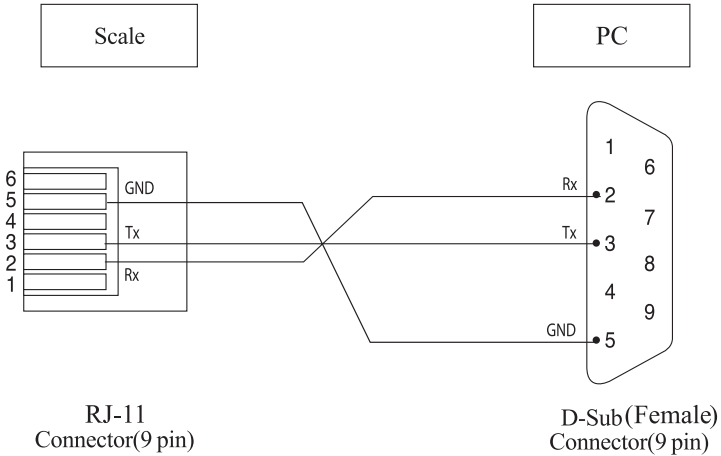 Scale
PC
6
5
4
3
2
1
GND
Tx
Rx
Rx
Tx
GND
1
2
3
4
5
6
7
8
9
RJ-11
Connector(9 pin)
D-Sub(Female)
Connector(9 pin)